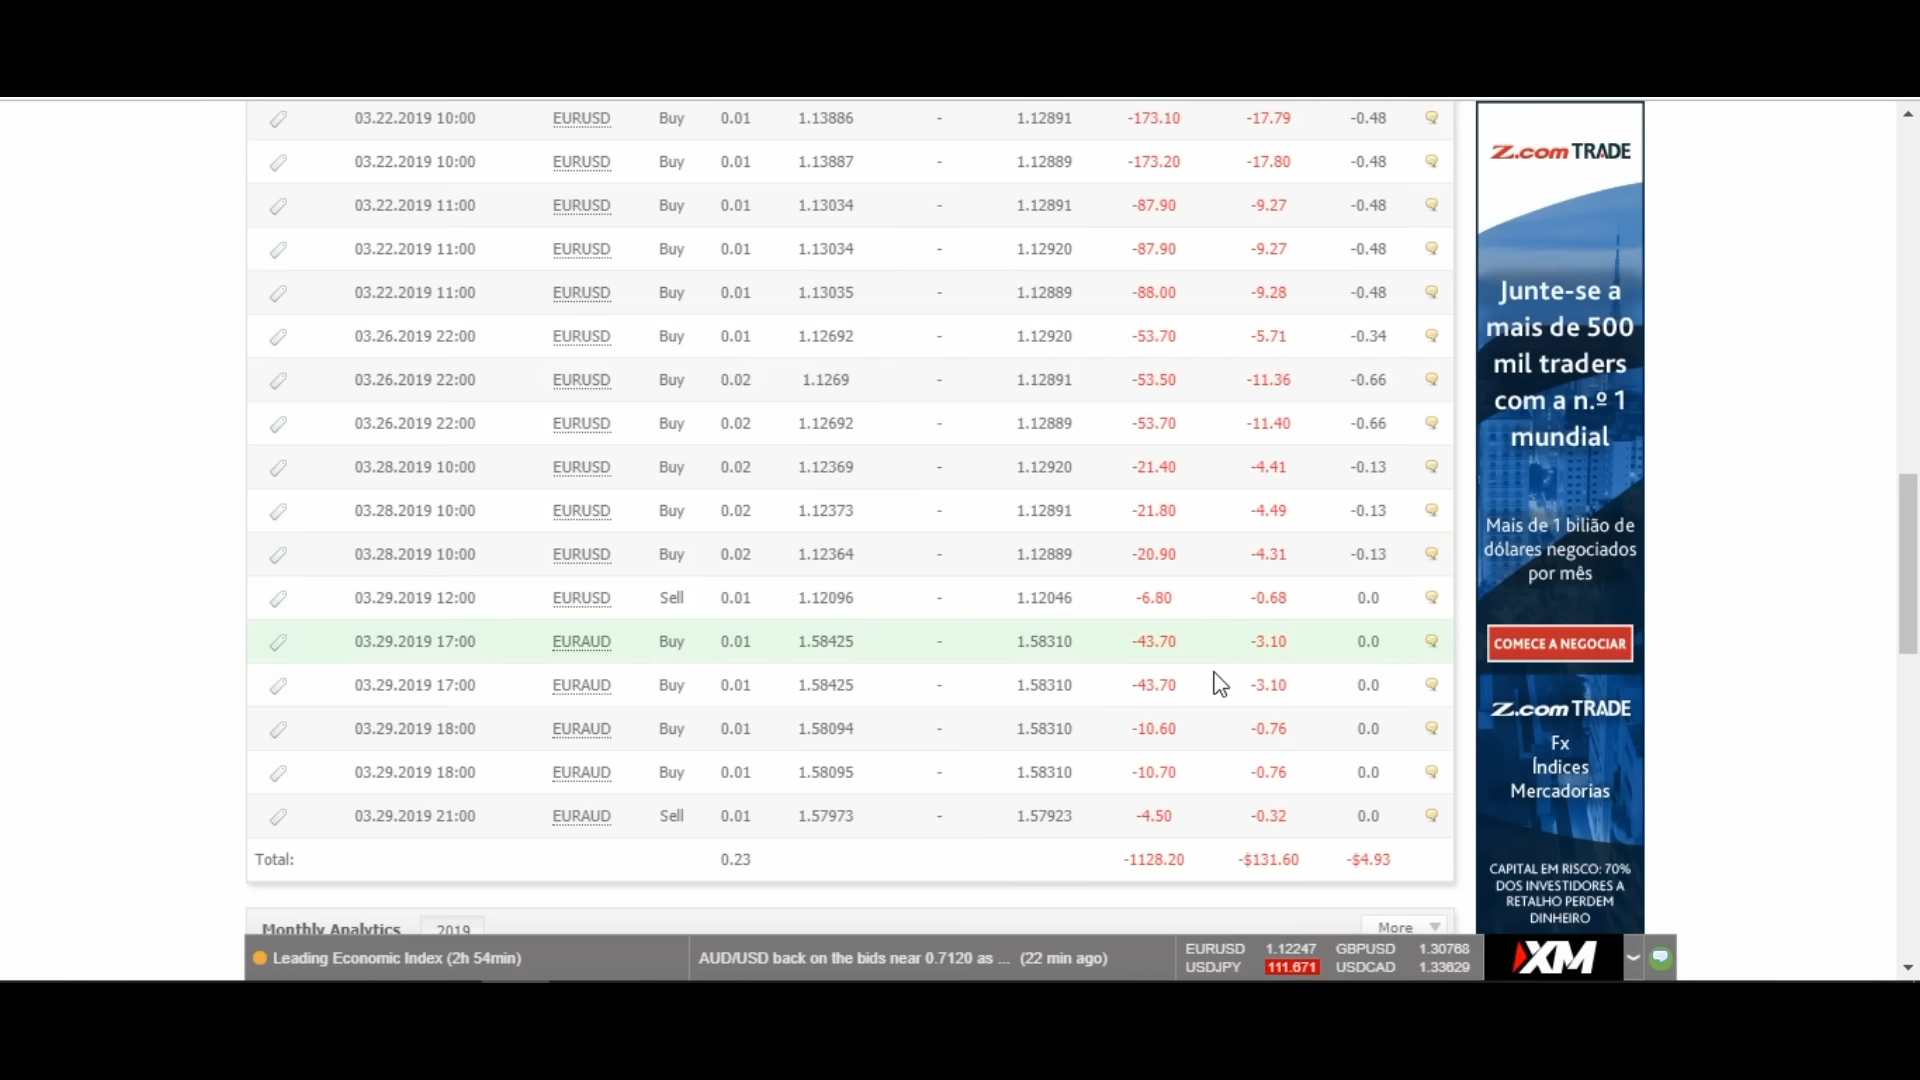 03.22.2019 10:00 EURUSD Buy 0.01 1.13886 - 1.12891 -173.10 -17.79 -0.48
03.22.2019 10:00 EURUSD Buy 0.01 1.13887 - 1.12889 -173.20 -17.80 -0.48
03.22.2019 11:00 EURUSD Buy 0.01 1.13034 - 1.12891 -87.90 -9.27 -0.48
03.22.2019 11:00 EURUSD Buy 0.01 1.13034 - 1.12920 -87.90 -9.27 -0.48
03.22.2019 11:00 EURUSD Buy 0.01 1.13035 - 1.12889 -88.00 -9.28 -0.48
03.26.2019 22:00 EURUSD Buy 0.01 1.12692 - 1.12920 -53.70 -5.71 -0.34
03.26.2019 22:00 EURUSD Buy 0.02 1.1269 - 1.12891 -53.50 -11.36 -0.66
03.26.2019 22:00 EURUSD Buy 0.02 1.12692 - 1.12889 -53.70 -11.40 -0.66
03.28.2019 10:00 EURUSD Buy 0.02 1.12369 - 1.12920 -21.40 -4.41 -0.13
03.28.2019 10:00 EURUSD Buy 0.02 1.12373 - 1.12891 -21.80 -4.49 -0.13
03.28.2019 10:00 EURUSD Buy 0.02 1.12364 - 1.12889 -20.90 -4.31 -0.13
03.29.2019 12:00 EURUSD Sell 0.01 1.12096 - 1.12046 -6.80 -0.68 0.0
03.29.2019 17:00 EURAUD Buy 0.01 1.58425 - 1.58310 -43.70 -3.10 0.0
03.29.2019 17:00 EURAUD Buy 0.01 1.58425 - 1.58310 -43.70 -3.10 0.0
03.29.2019 18:00 EURAUD Buy 0.01 1.58094 - 1.58310 -10.60 -0.76 0.0
03.29.2019 18:00 EURAUD Buy 0.01 1.58095 - 1.58310 -10.70 -0.76 0.0
03.29.2019 21:00 EURAUD Sell 0.01 1.57973 - 1.57923 -4.50 -0.32 0.0
Total: 0.23 -1128.20 -$131.60 -$4.93
Monthly Analytics 2019 More
Leading Economic Index (2h 54min)
AUD/USD back on the bids near 0.7120 as ... (22 min ago)
EURUSD 1.12247 GBPUSD 1.30768
USDJPY 111.671 USDCAD 1.33629
XM
Z.com TRADE
Junte-se a
mais de 500
mil traders
com a n.º 1
mundial
Mais de 1 bilião de
dólares negociados
por mês
COMECE A NEGOCIAR
Z.com TRADE
Fx
Índices
Mercadorias
CAPITAL EM RISCO: 70%
DOS INVESTIDORES A
RETALHO PERDEM
DINHEIRO